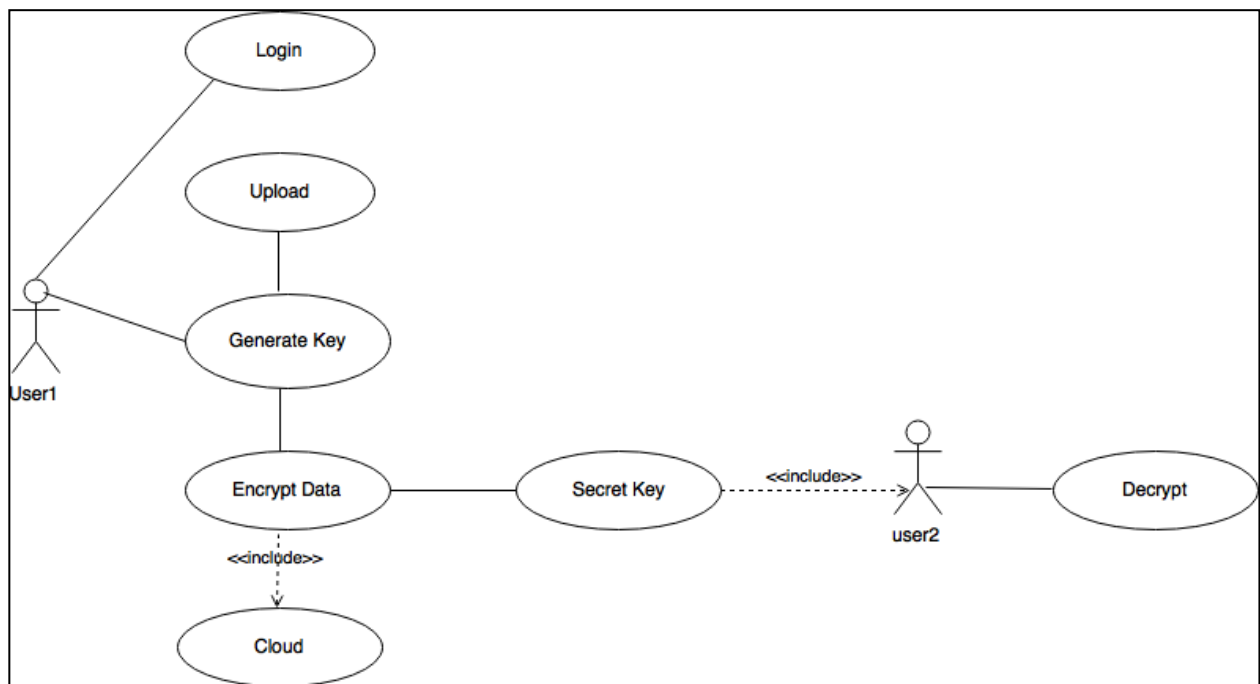 Login
Upload
Generate Key
User1
Encrypt Data
Secret Key
<<include>>
user2
Decrypt
<<include>>
Cloud